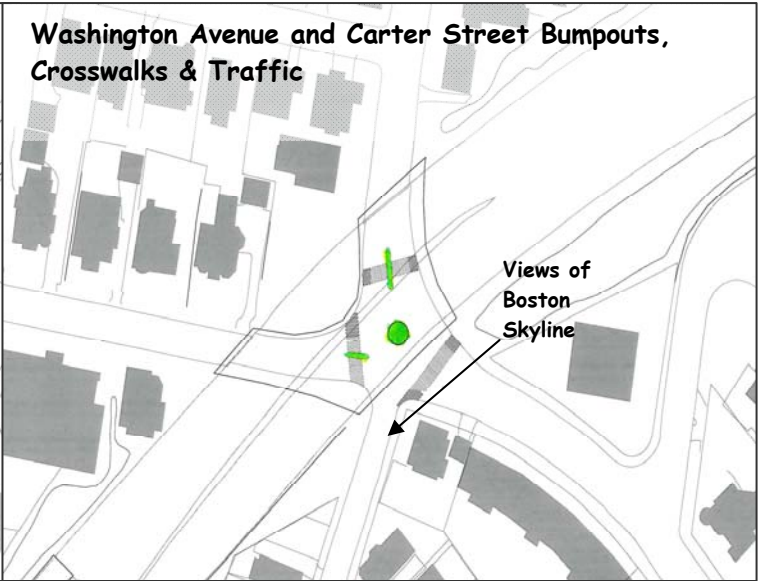 Washington Avenue and Carter Street Bumpouts,
Crosswalks & Traffic
Views of
Boston
Skyline